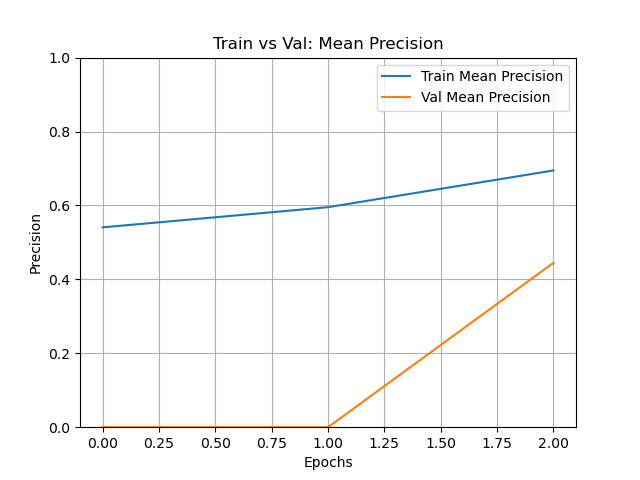 Train vs Val: Mean Precision
Train Mean Precision
Val Mean Precision
Precision
1.0
0.8
0.6
0.4
0.2
0.0
0.00 0.25 0.50 0.75 1.00 1.25 1.50 1.75 2.00
Epochs